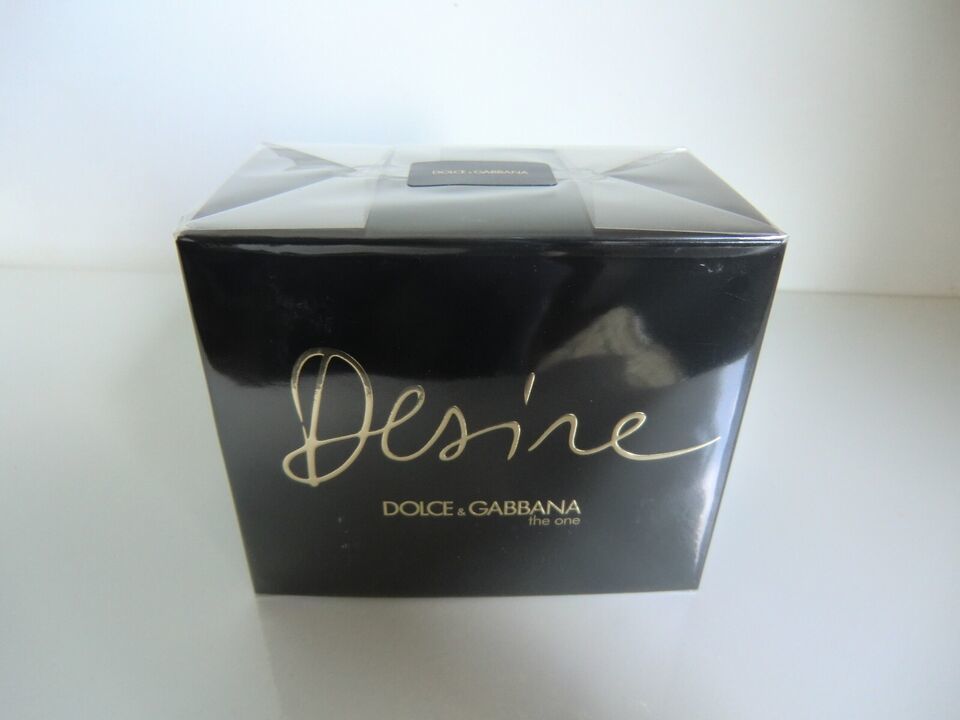 DOLCE & GABBANA
Desire
DOLCE & GABBANA
the one